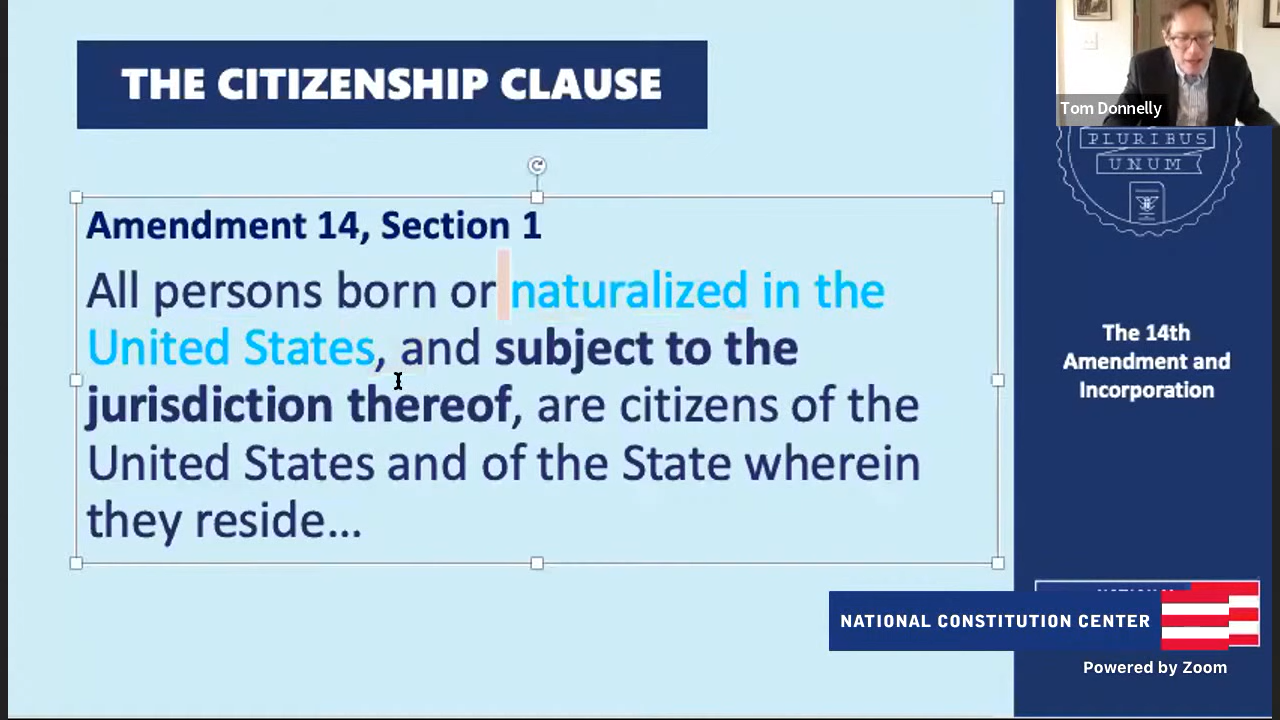 THE CITIZENSHIP CLAUSE
Amendment 14, Section 1
All persons born or naturalized in the
United States, and subject to the
jurisdiction thereof, are citizens of the
United States and of the State wherein
they reside...
Tom Donnelly
PLURIBUS
UNUM
The 14th
Amendment and
Incorporation
NATIONAL CONSTITUTION CENTER
Powered by Zoom